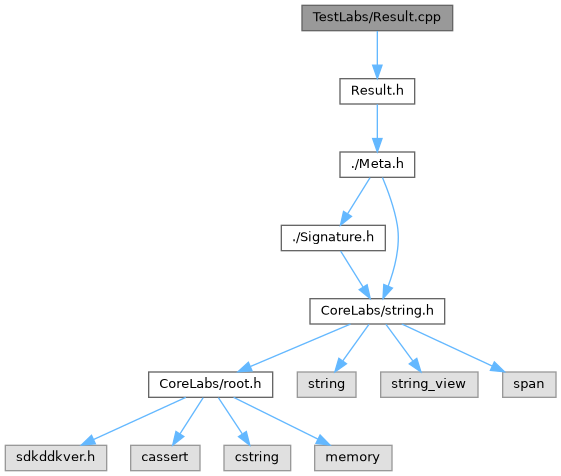 TestLabs/Result.cpp
Result.h
./Meta.h
./Signature.h
CoreLabs/string.h
CoreLabs/root.h
string
string_view
span
sdkddkver.h
cassert
cstring
memory